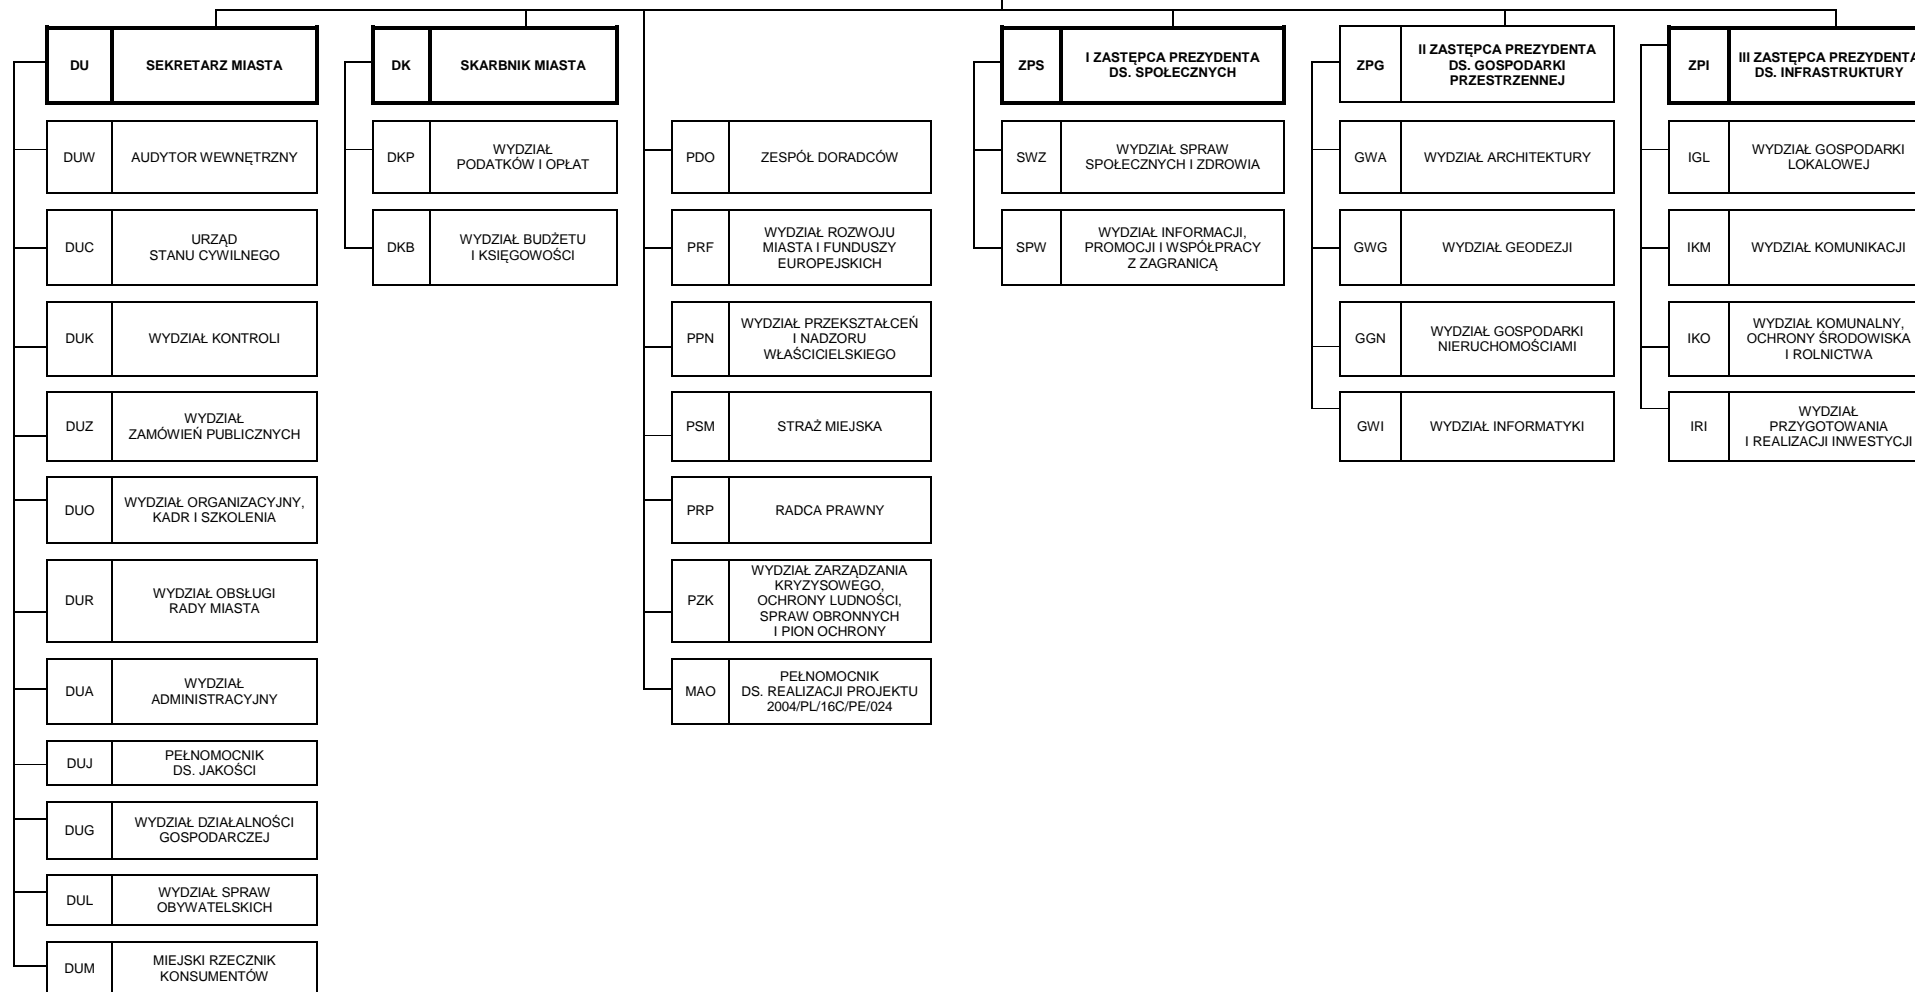 DU
SEKRETARZ MIASTA
DUW
AUDYTOR WEWNĘTRZNY
DUC
URZĄD
STANU CYWILNEGO
DUK
WYDZIAŁ KONTROLI
DUZ
WYDZIAŁ
ZAMÓWIEŃ PUBLICZNYCH
DUO
WYDZIAŁ ORGANIZACYJNY,
KADR I SZKOLENIA
DUR
WYDZIAŁ OBSŁUGI
RADY MIASTA
DUA
WYDZIAŁ
ADMINISTRACYJNY
DUJ
PEŁNOMOCNIK
DS. JAKOŚCI
DUG
WYDZIAŁ DZIAŁALNOŚCI
GOSPODARCZEJ
DUL
WYDZIAŁ SPRAW
OBYWATELSKICH
DUM
MIEJSKI RZECZNIK
KONSUMENTÓW
DK
SKARBNIK MIASTA
DKP
WYDZIAŁ
PODATKÓW I OPŁAT
DKB
WYDZIAŁ BUDŻETU
I KSIĘGOWOŚCI
PDO
ZESPÓŁ DORADCÓW
PRF
WYDZIAŁ ROZWOJU
MIASTA I FUNDUSZY
EUROPEJSKICH
PPN
WYDZIAŁ PRZEKSZTAŁCEŃ
I NADZORU
WŁAŚCICIELSKIEGO
PSM
STRAŻ MIEJSKA
PRP
RADCA PRAWNY
PZK
WYDZIAŁ ZARZĄDZANIA
KRYZYSOWEGO,
OCHRONY LUDNOŚCI,
SPRAW OBRONNYCH
I PION OCHRONY
MAO
PEŁNOMOCNIK
DS. REALIZACJI PROJEKTU
2004/PL/16C/PE/024
ZPS
I ZASTĘPCA PREZYDENTA
DS. SPOŁECZNYCH
SWZ
WYDZIAŁ SPRAW
SPOŁECZNYCH I ZDROWIA
SPW
WYDZIAŁ INFORMACJI,
PROMOCJI I WSPÓŁPRACY
Z ZAGRANICĄ
ZPG
II ZASTĘPCA PREZYDENTA
DS. GOSPODARKI
PRZESTRZENNEJ
GWA
WYDZIAŁ ARCHITEKTURY
GWG
WYDZIAŁ GEODEZJI
GGN
WYDZIAŁ GOSPODARKI
NIERUCHOMOŚCIAMI
GWI
WYDZIAŁ INFORMATYKI
ZPI
III ZASTĘPCA PREZYDENTA
DS. INFRASTRUKTURY
IGL
WYDZIAŁ GOSPODARKI
LOKALOWEJ
IKM
WYDZIAŁ KOMUNIKACJI
IKO
WYDZIAŁ KOMUNALNY,
OCHRONY ŚRODOWISKA
I ROLNICTWA
IRI
WYDZIAŁ
PRZYGOTOWANIA
I REALIZACJI INWESTYCJI